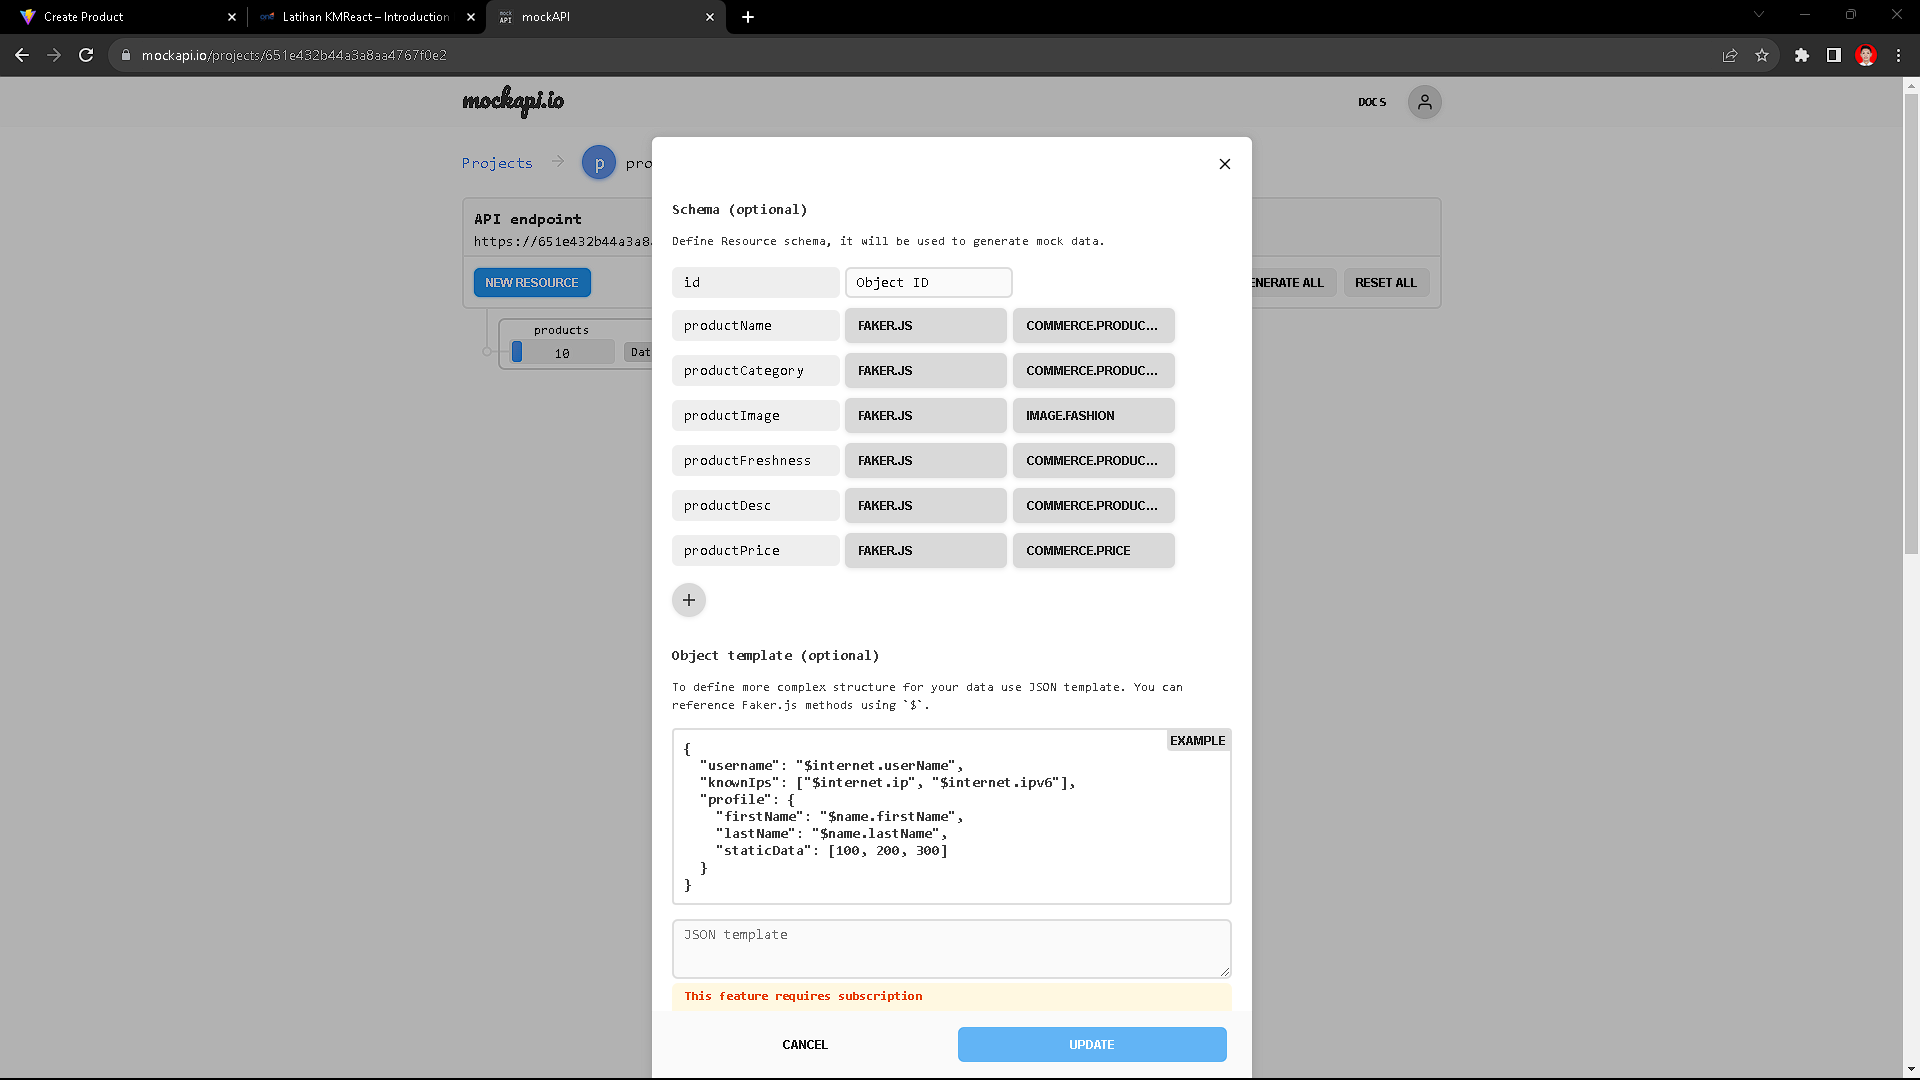 Create Product
Latihan KMReact – Introduction
mock
API
mockAPI
mockapi.io/projects/651e432b44a3a8aa4767f0e2
mockapi.io
DOCS
Projects
p
pro
API endpoint
https://651e432b44a3a8
NEW RESOURCE
ENERATE ALL
RESET ALL
products
10
Dat
Schema (optional)
Define Resource schema, it will be used to generate mock data.
id
Object ID
productName
FAKER.JS
COMMERCE.PRODUC...
productCategory
FAKER.JS
COMMERCE.PRODUC...
productImage
FAKER.JS
IMAGE.FASHION
productFreshness
FAKER.JS
COMMERCE.PRODUC...
productDesc
FAKER.JS
COMMERCE.PRODUC...
productPrice
FAKER.JS
COMMERCE.PRICE
Object template (optional)
To define more complex structure for your data use JSON template. You can
reference Faker.js methods using `$`.
EXAMPLE
{
"username": "$internet.userName",
"knownIps": ["$internet.ip", "$internet.ipv6"],
"profile": {
"firstName": "$name.firstName",
"lastName": "$name.lastName",
"staticData": [100, 200, 300]
}
}
JSON template
This feature requires subscription
CANCEL
UPDATE